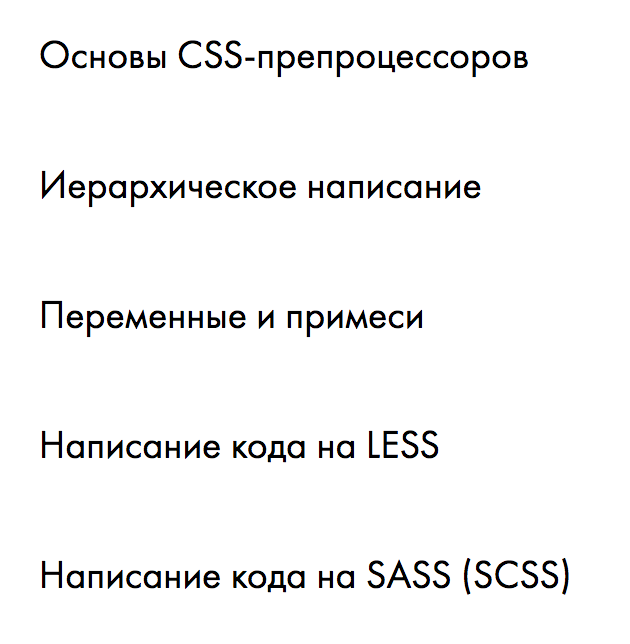 Основы CSS-препроцессоров
Иерархическое написание
Переменные и примеси
Написание кода на LESS
Написание кода на SASS (SCSS)